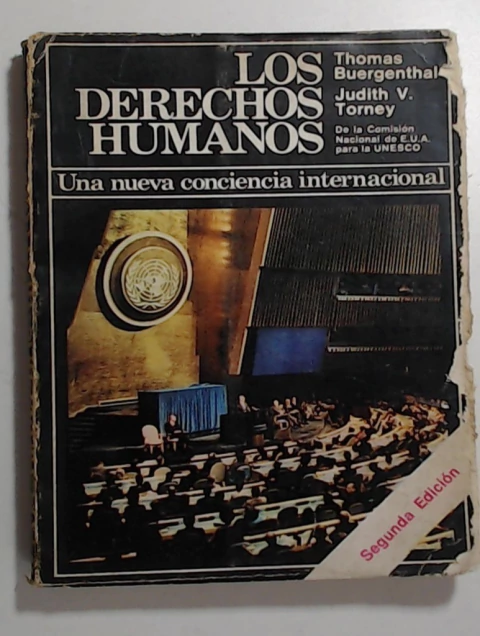 LOS
DERECHOS
HUMANOS
Thomas
Buergenthal
Judith V.
Torney
De la Comisión
Nacional de E.U.A.
para la UNESCO
Una nueva conciencia internacional
Segunda Edición